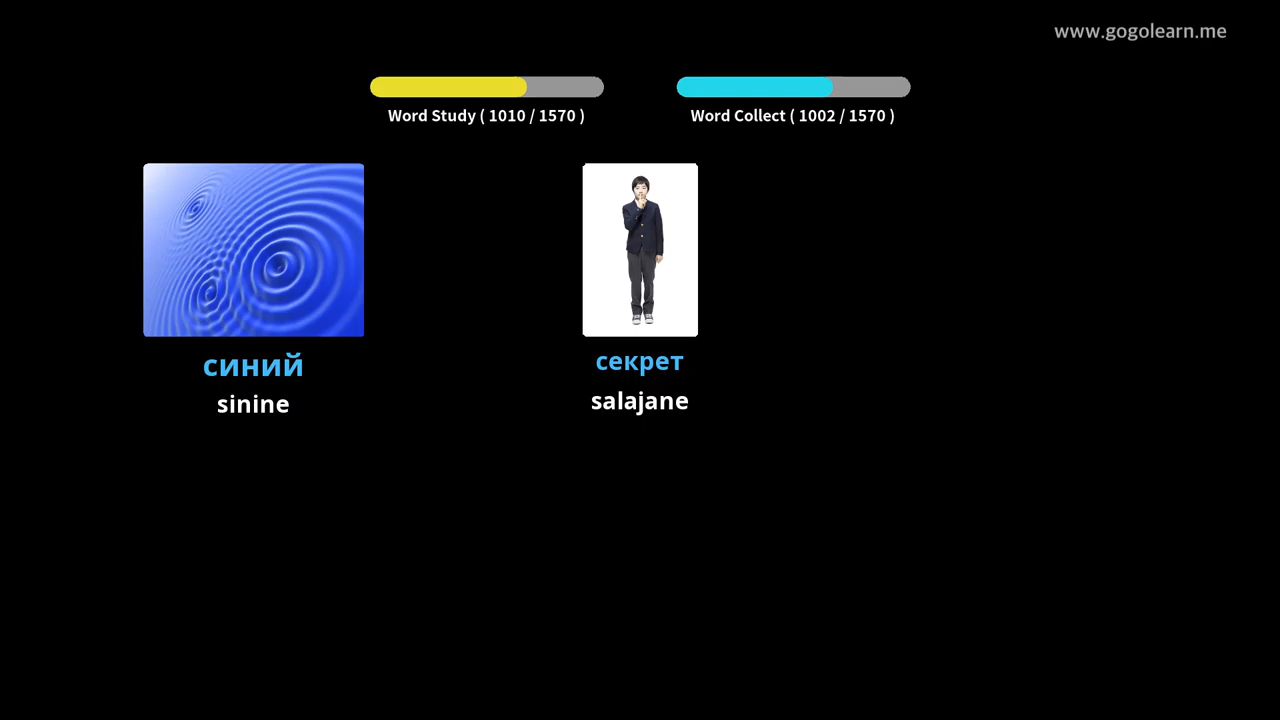 www.gogolearn.me
Word Study ( 1010 / 1570 )
Word Collect ( 1002 / 1570 )
синий
sinine
секрет
salajane